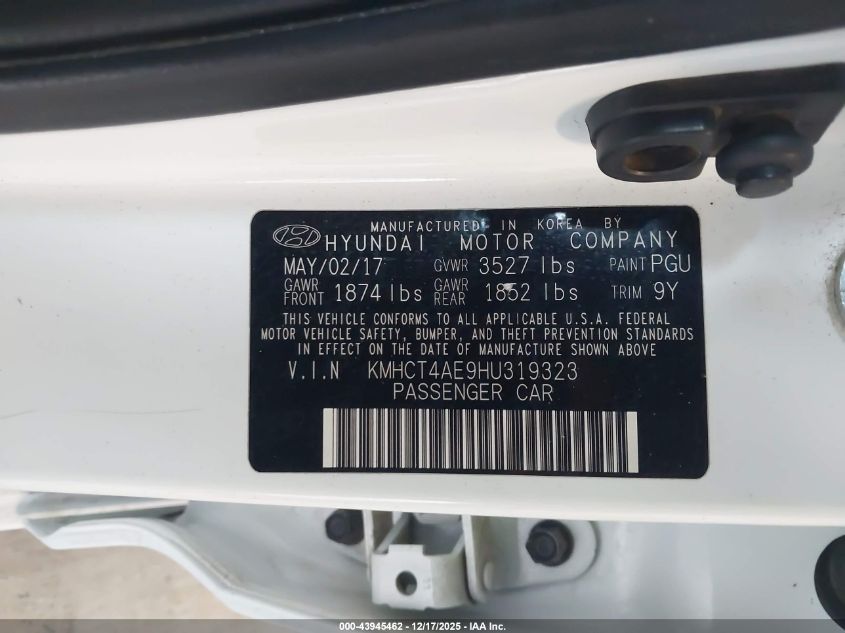 MANUFACTURED IN KOREA BY
HYUNDAI MOTOR COMPANY
MAY/02/17 GVWR 3527 lbs PAINT PGU
GAWR FRONT 1874 lbs GAWR REAR 1852 lbs TRIM 9Y
THIS VEHICLE CONFORMS TO ALL APPLICABLE U.S.A. FEDERAL
MOTOR VEHICLE SAFETY, BUMPER, AND THEFT PREVENTION STANDARDS
IN EFFECT ON THE DATE OF MANUFACTURE SHOWN ABOVE
V.I.N KMHCT4AE9HU319323
PASSENGER CAR
000-43945462 - 12/17/2025 - IAA Inc.